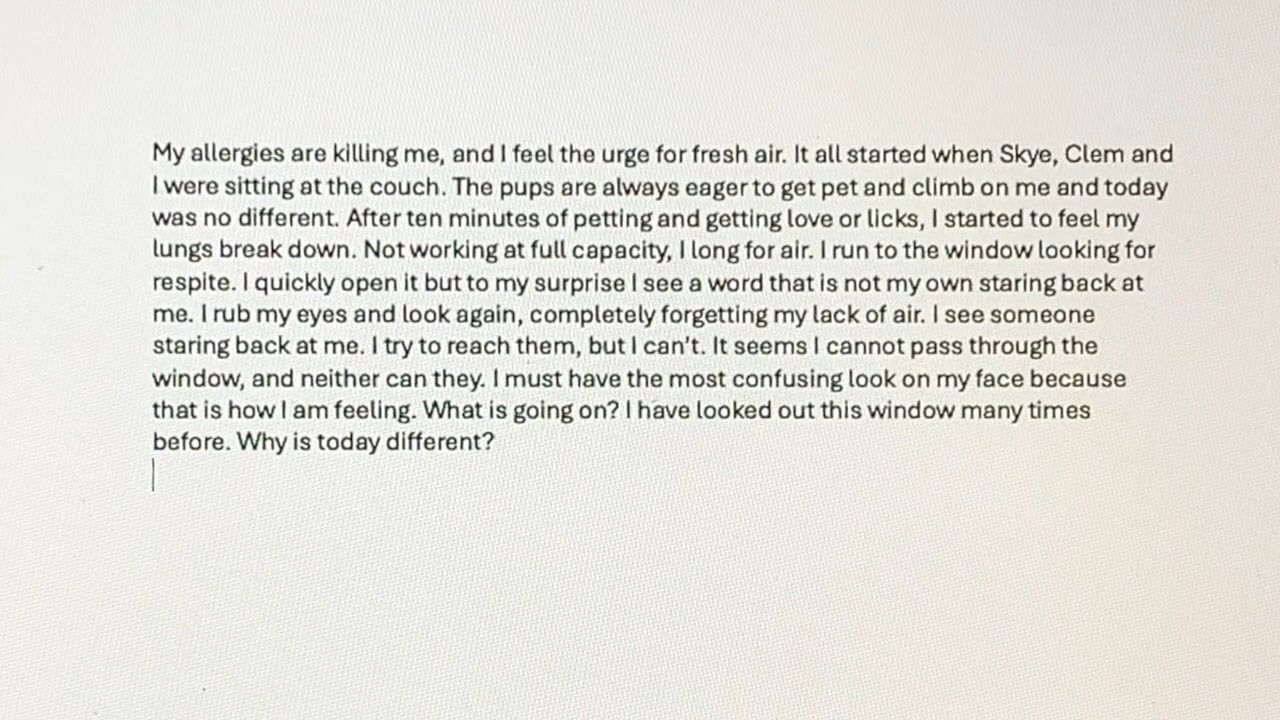 My allergies are killing me, and I feel the urge for fresh air. It all started when Skye, Clem and
I were sitting at the couch. The pups are always eager to get pet and climb on me and today
was no different. After ten minutes of petting and getting love or licks, I started to feel my
lungs break down. Not working at full capacity, I long for air. I run to the window looking for
respite. I quickly open it but to my surprise I see a word that is not my own staring back at
me. I rub my eyes and look again, completely forgetting my lack of air. I see someone
staring back at me. I try to reach them, but I can't. It seems I cannot pass through the
window, and neither can they. I must have the most confusing look on my face because
that is how I am feeling. What is going on? I have looked out this window many times
before. Why is today different?